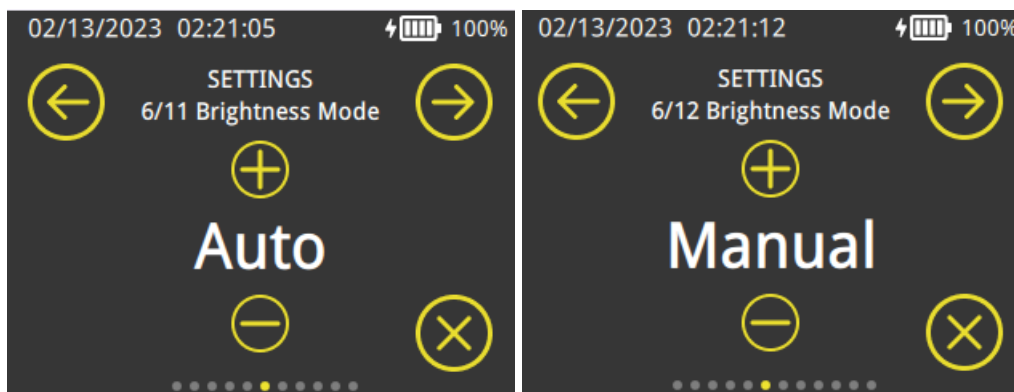 02/13/2023 02:21:05 100%
SETTINGS
6/11 Brightness Mode
Auto
02/13/2023 02:21:12 100%
SETTINGS
6/12 Brightness Mode
Manual